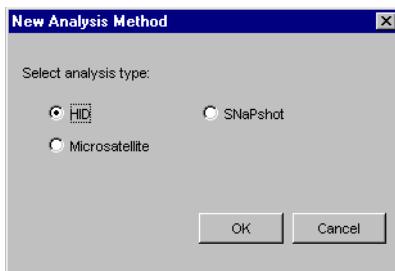 New Analysis Method
Select analysis type:
HID
SNaPshot
Microsatellite
OK
Cancel